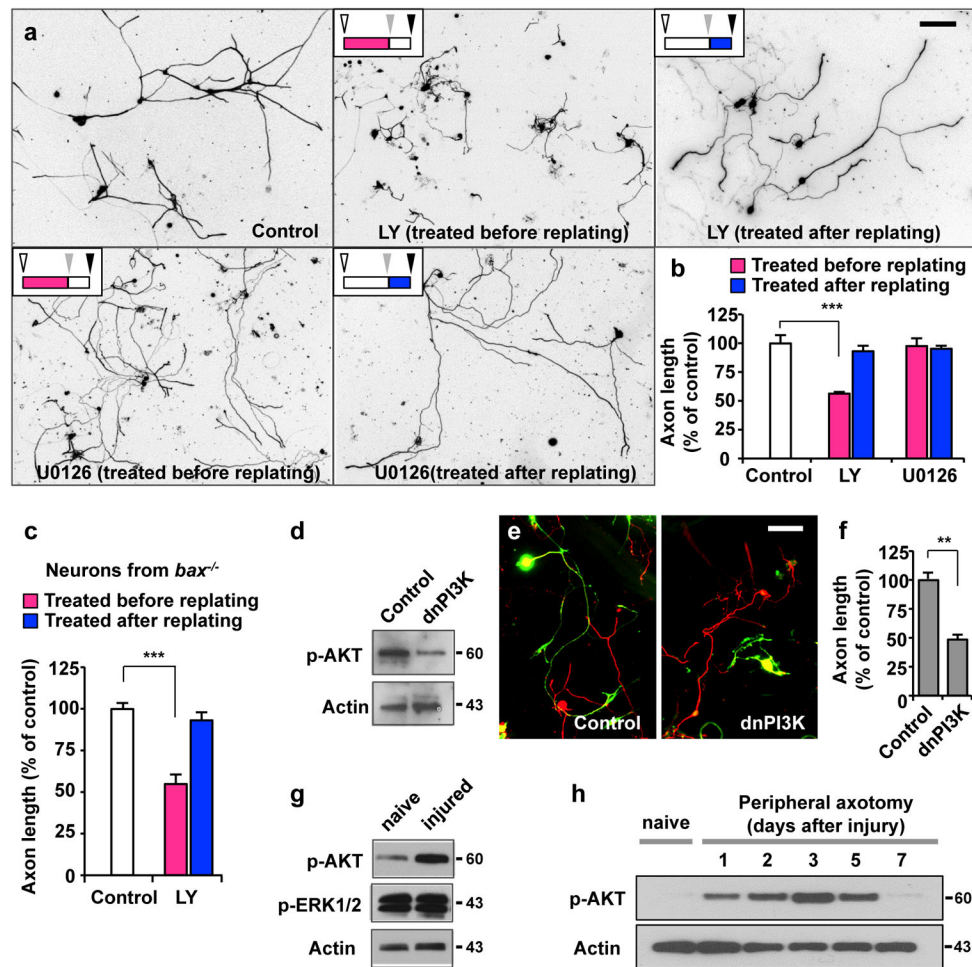 a
Control
LY (treated before replating)
LY (treated after replating)
U0126 (treated before replating)
U0126(treated after replating)
b
Treated before replating
Treated after replating
Axon length
(% of control)
125
100
75
50
25
0
***
Control
LY
U0126
c
Neurons from bax-/-
Treated before replating
Treated after replating
Axon length (% of control)
125
100
75
50
25
0
***
Control
LY
d
Control
dnPI3K
p-AKT
60
Actin
43
e
Control
dnPI3K
f
Axon length
(% of control)
125
100
75
50
25
0
**
Control
dnPI3K
g
naive
injured
p-AKT
60
p-ERK1/2
43
Actin
43
h
naive
Peripheral axotomy
(days after injury)
1 2 3 5 7
p-AKT
60
Actin
43